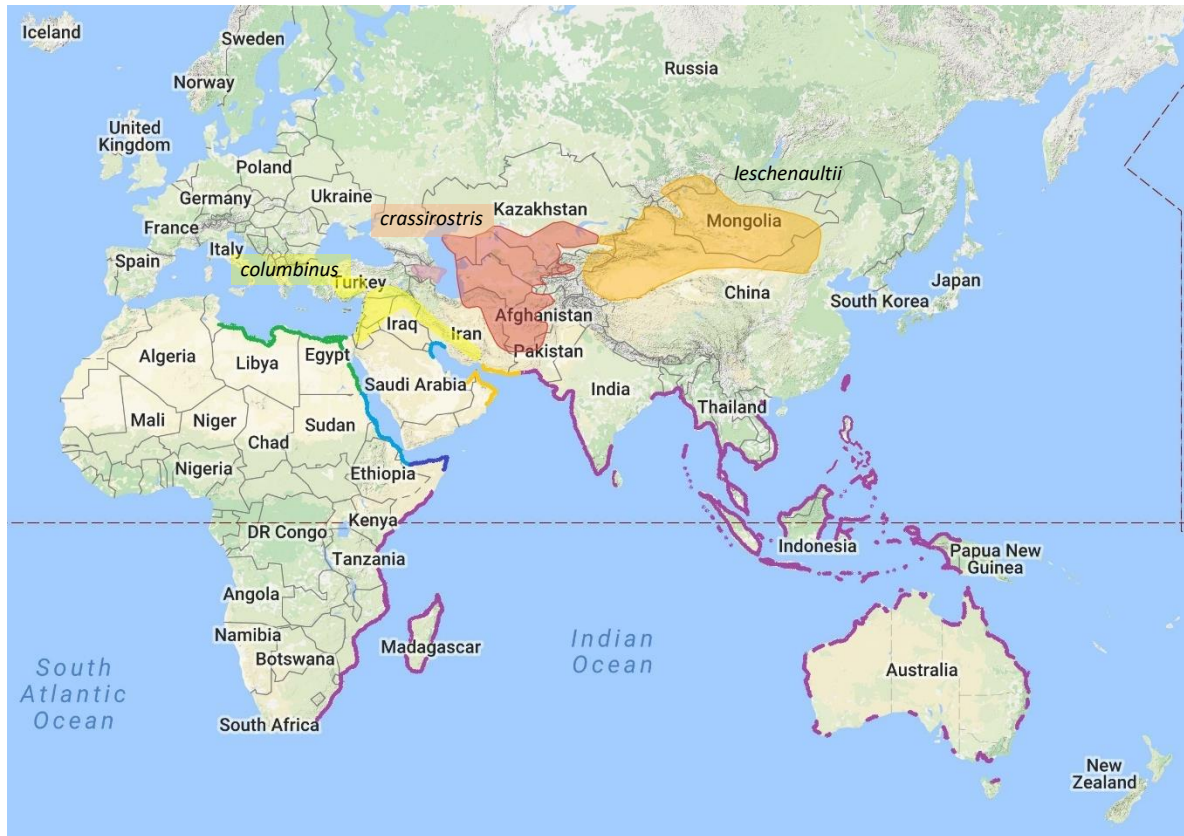 Iceland
Sweden
Norway
Russia
United
Kingdom
Poland
leschenaultii
Germany
Ukraine
France
crassirostris
Kazakhstan
Mongolia
Italy
Spain
columbinus
Turkey
Japan
China
South Korea
Afghanistan
Iraq
Iran
Algeria
Libya
Egypt
Pakistan
Saudi Arabia
India
Thailand
Mali
Niger
Sudan
Chad
Nigeria
Ethiopia
Kenya
DR Congo
Indonesia
Papua New
Guinea
Tanzania
Angola
Namibia
Madagascar
Indian
Ocean
Botswana
South
Atlantic
Ocean
Australia
South Africa
New
Zealand